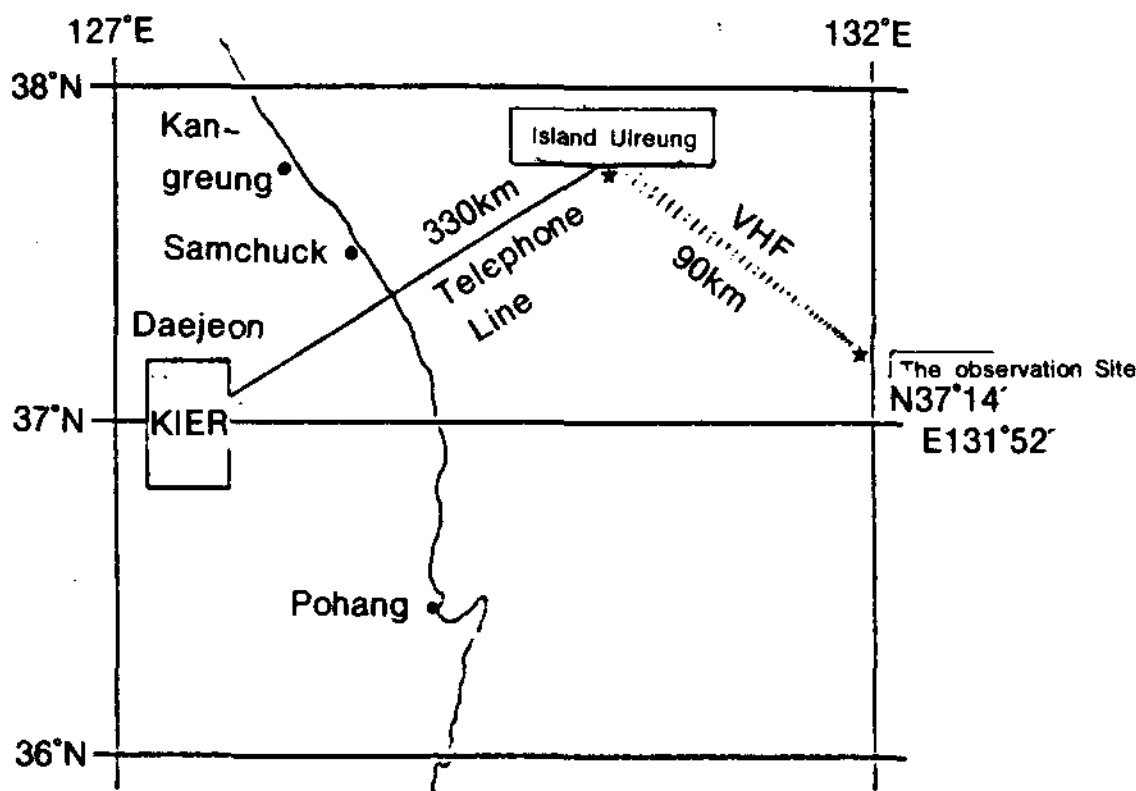 127°E
132°E
38°N
Kan-
greung
Island Ulreung
330km
Telephone
Line
VHF
90km
Samchuck
Daejeon
KIER
The observation Site
N37°14′
E131°52′
37°N
Pohang
36°N